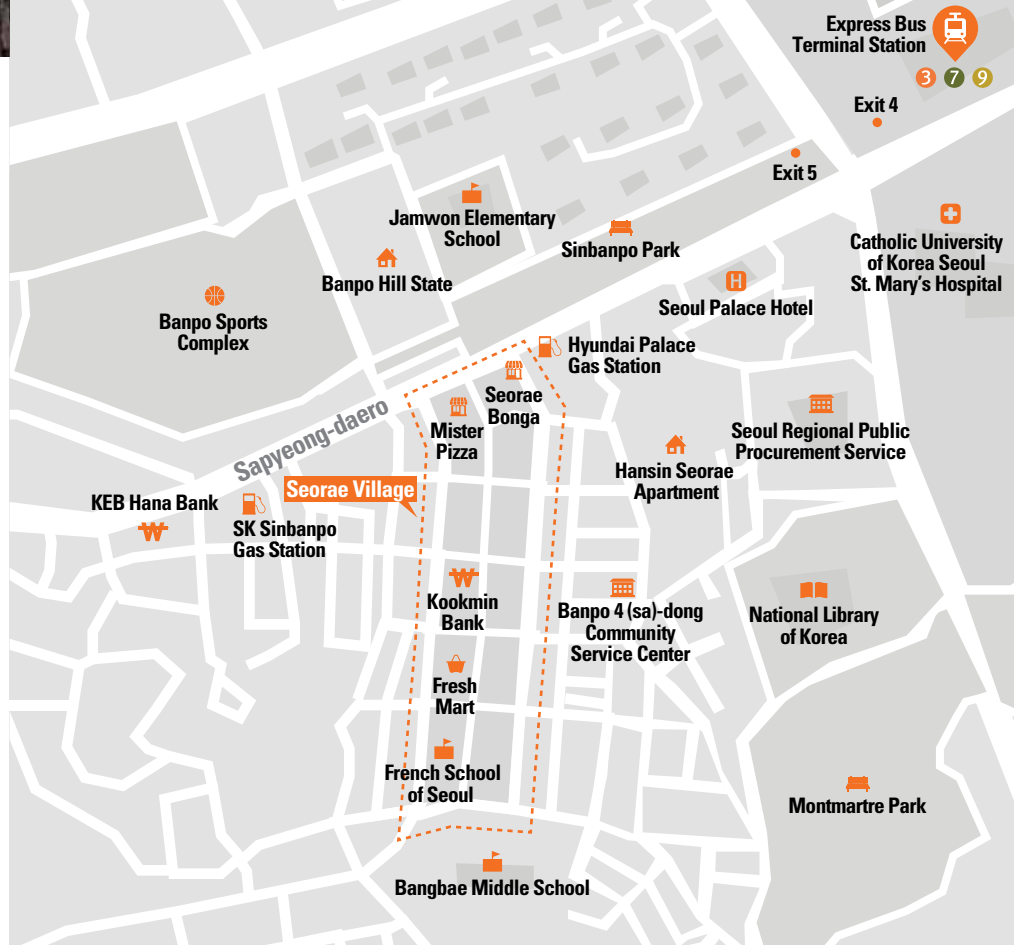 Express Bus
Terminal Station
3 7 9
Exit 4
Exit 5
Jamwon Elementary
School
Sinbanpo Park
Catholic University
of Korea Seoul
St. Mary's Hospital
Banpo Hill State
H
Seoul Palace Hotel
Banpo Sports
Complex
Hyundai Palace
Gas Station
Seorae
Bonga
Mister
Pizza
Sapyeong-daero
Seoul Regional Public
Procurement Service
Hansin Seorae
Apartment
Seorae Village
KEB Hana Bank
SK Sinbanpo
Gas Station
Kookmin
Bank
Banpo 4 (sa)-dong
Community
Service Center
National Library
of Korea
Fresh
Mart
French School
of Seoul
Montmartre Park
Bangbae Middle School